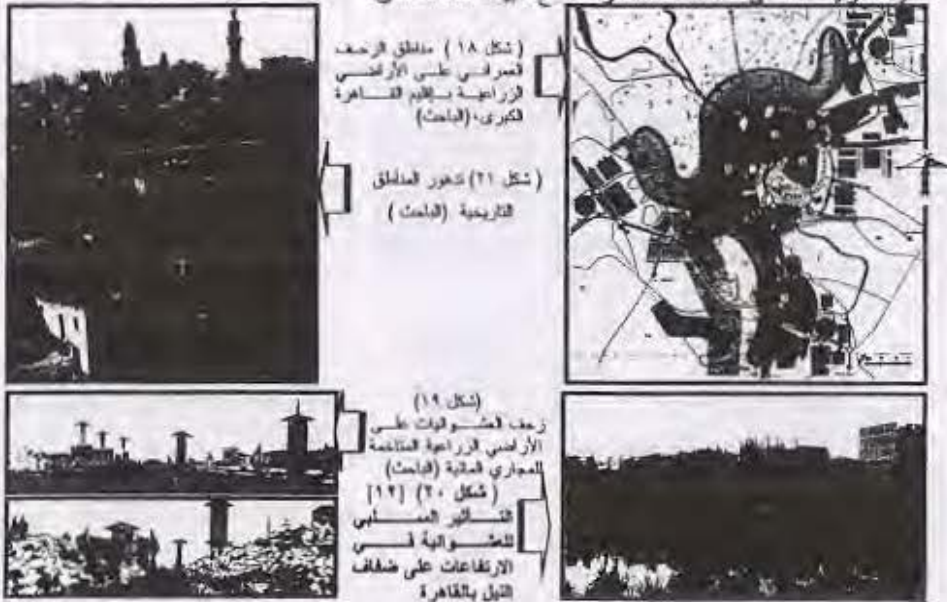 (شكل ١٨) مناطق الزحف
العمراني على الأراضي
الزراعية بإقليم القاهرة
الكبرى، (الباحث)
(شكل ٢١) تدهور المناطق
التاريخية (الباحث)
(شكل ١٩)
زحف العشوائيات على
الأراضي الزراعية المتاخمة
للمجاري المائية (الباحث)
(شكل ٢٠) [١٢]
التأثير السلبي
للعشوائية في
الارتفاعات على ضفاف
النيل بالقاهرة